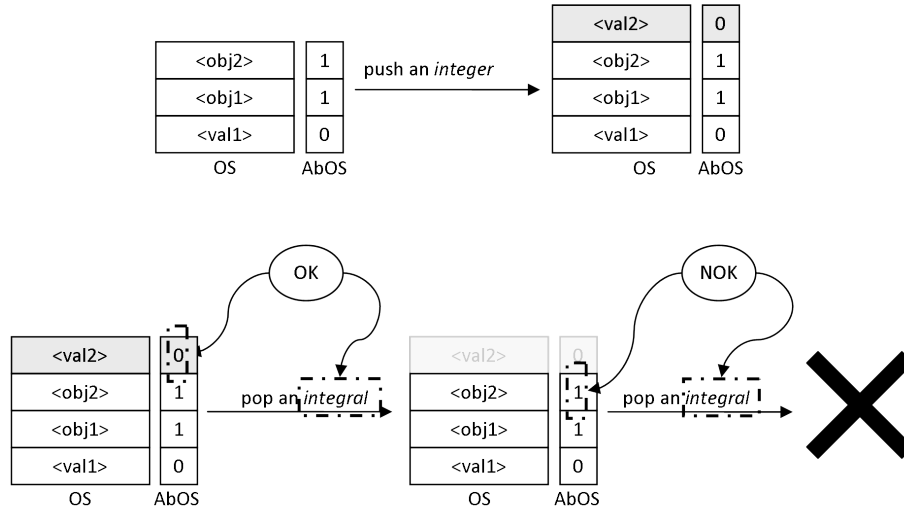 <val2> 0
<obj2> 1
<obj2> 1
push an integer
<obj1> 1
<obj1> 1
<val1> 0
<val1> 0
OS AbOS
OS AbOS
OK
NOK
<val2> 0
<val2> 0
<obj2> 1
pop an integral
<obj2> 1
pop an integral
<obj1> 1
<obj1> 1
<val1> 0
<val1> 0
OS AbOS
OS AbOS